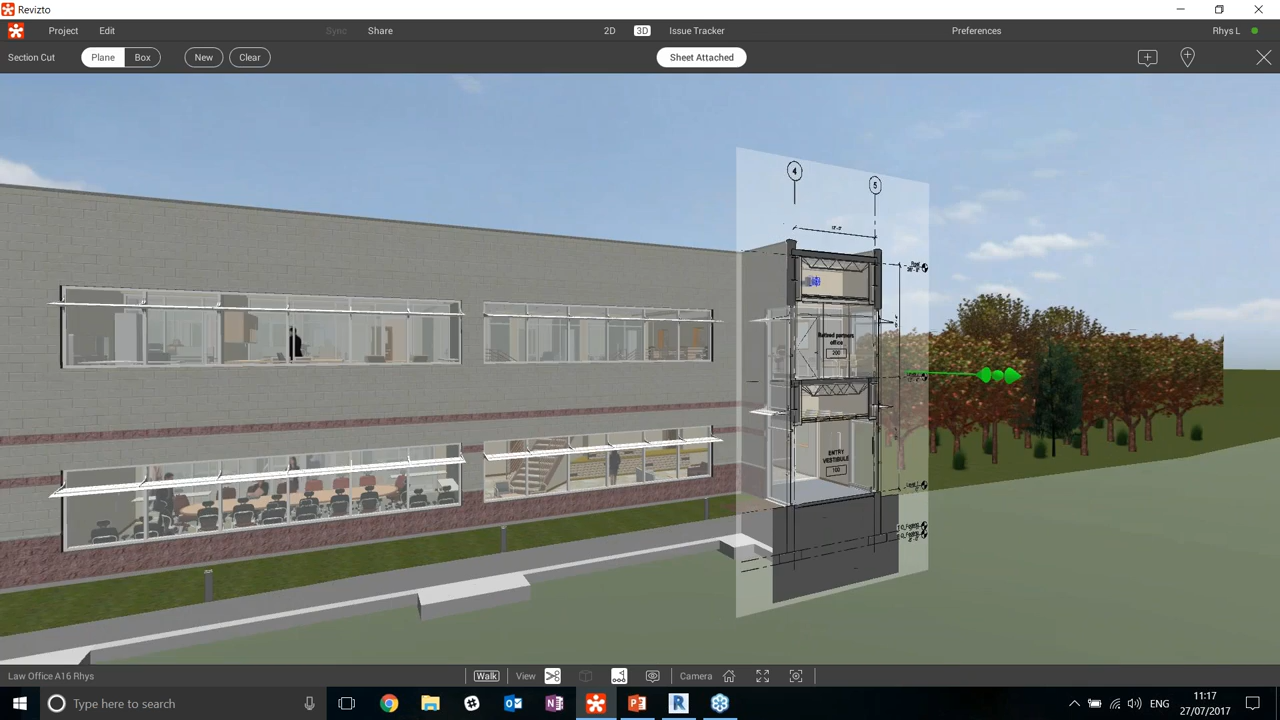 Revizto
Project Edit Sync Share 2D 3D Issue Tracker Preferences Rhys L
Section Cut Plane Box New Clear Sheet Attached
4
5
office
200
ENTRY
VESTIBULE
100
Law Office A16 Rhys Walk View Camera
Type here to search
ENG
11:17
27/07/2017